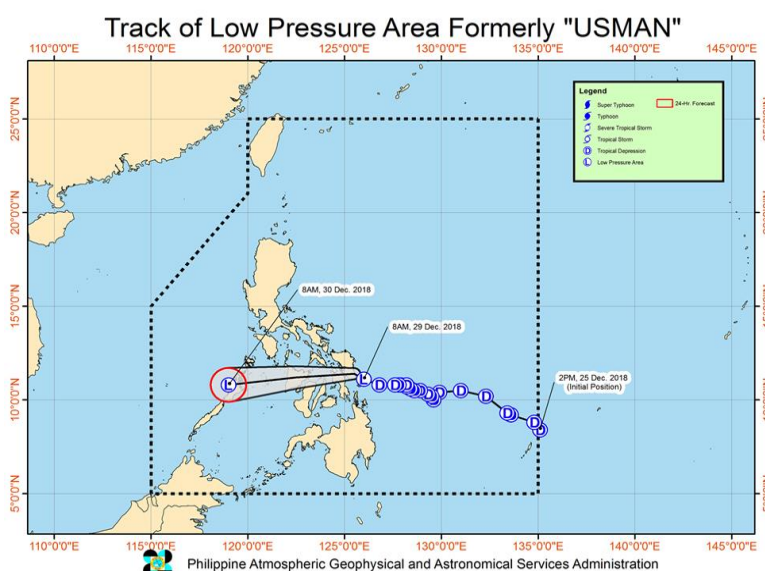 Track of Low Pressure Area Formerly "USMAN"
110°0'0"E 115°0'0"E 120°0'0"E 125°0'0"E 130°0'0"E 135°0'0"E 140°0'0"E 145°0'0"E
Legend
Super Typhoon
24-Hr. Forecast
Typhoon
Severe Tropical Storm
Tropical Storm
D Tropical Depression
L Low Pressure Area
25°0'0"N
20°0'0"N
15°0'0"N
10°0'0"N
5°0'0"N
8AM, 30 Dec. 2018
8AM, 29 Dec. 2018
2PM, 25 Dec. 2018
(Initial Position)
L
L D D D D D D D D D D D D D D D
110°0'0"E 115°0'0"E 120°0'0"E 125°0'0"E 130°0'0"E 135°0'0"E 140°0'0"E 145°0'0"E
Philippine Atmospheric Geophysical and Astronomical Services Administration